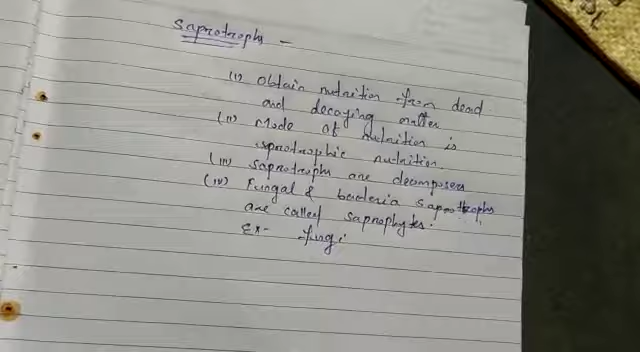 Saprotrophs -
(i) Obtain nutrition from dead
and decaying matter
(ii) Mode of nutrition is
saprotrophic nutrition.
(iii) Saprotrophs are decomposers
(iv) Fungal & bacteria saprotrophs
are called saprophytes.
Ex- fungi